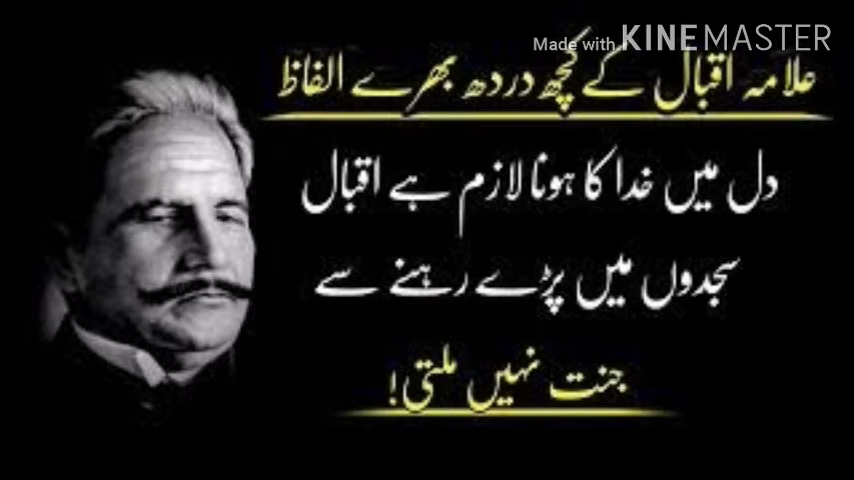 Made with KINEMASTER
علامہ اقبال کے کچھ دردھ بھرے الفاظ
دل میں خدا کا ہونا لازم ہے اقبال
سجدوں میں پڑے رہنے سے
جنت نہیں ملتی!